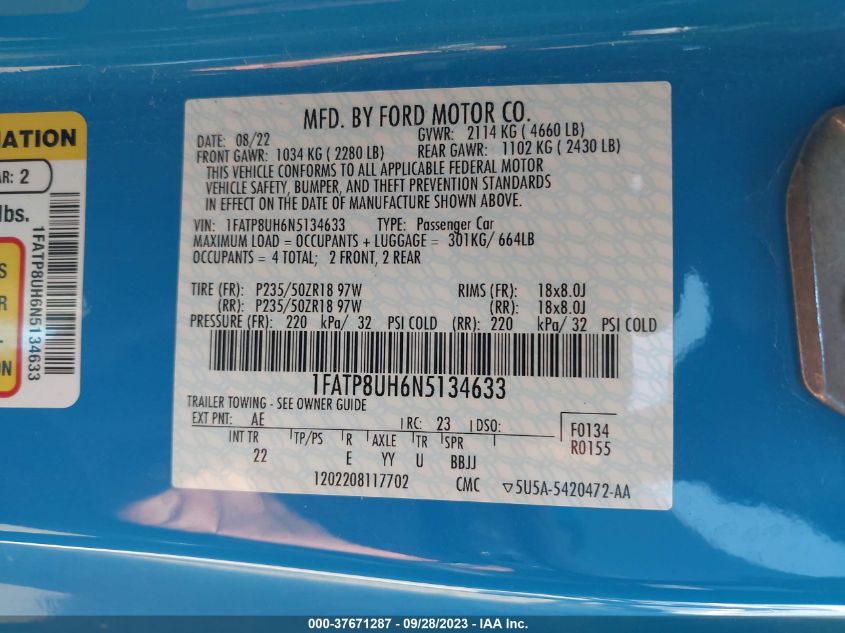 MFD. BY FORD MOTOR CO.
DATE: 08/22 GVWR: 2114 KG ( 4660 LB)
FRONT GAWR: 1034 KG ( 2280 LB) REAR GAWR: 1102 KG ( 2430 LB)
THIS VEHICLE CONFORMS TO ALL APPLICABLE FEDERAL MOTOR
VEHICLE SAFETY, BUMPER, AND THEFT PREVENTION STANDARDS
IN EFFECT ON THE DATE OF MANUFACTURE SHOWN ABOVE.
VIN: 1FATP8UH6N5134633 TYPE: Passenger Car
MAXIMUM LOAD = OCCUPANTS + LUGGAGE = 301KG/ 664LB
OCCUPANTS = 4 TOTAL; 2 FRONT, 2 REAR
TIRE (FR): P235/50ZR18 97W RIMS (FR): 18x8.0J
(RR): P235/50ZR18 97W (RR): 18x8.0J
PRESSURE (FR): 220 kPa/ 32 PSI COLD (RR): 220 kPa/ 32 PSI COLD
1FATP8UH6N5134633
TRAILER TOWING - SEE OWNER GUIDE
EXT PNT: AE RC: 23 DSO: F0134
R0155
INT TR TP/PS R AXLE TR SPR
22 E YY U BBJJ
1202208117702 CMC 5U5A-5420472-AA
MATION
AR: 2
lbs.
1FATP8UH6N5134633
S
R
ON
000-37671287 - 09/28/2023 - IAAI.com